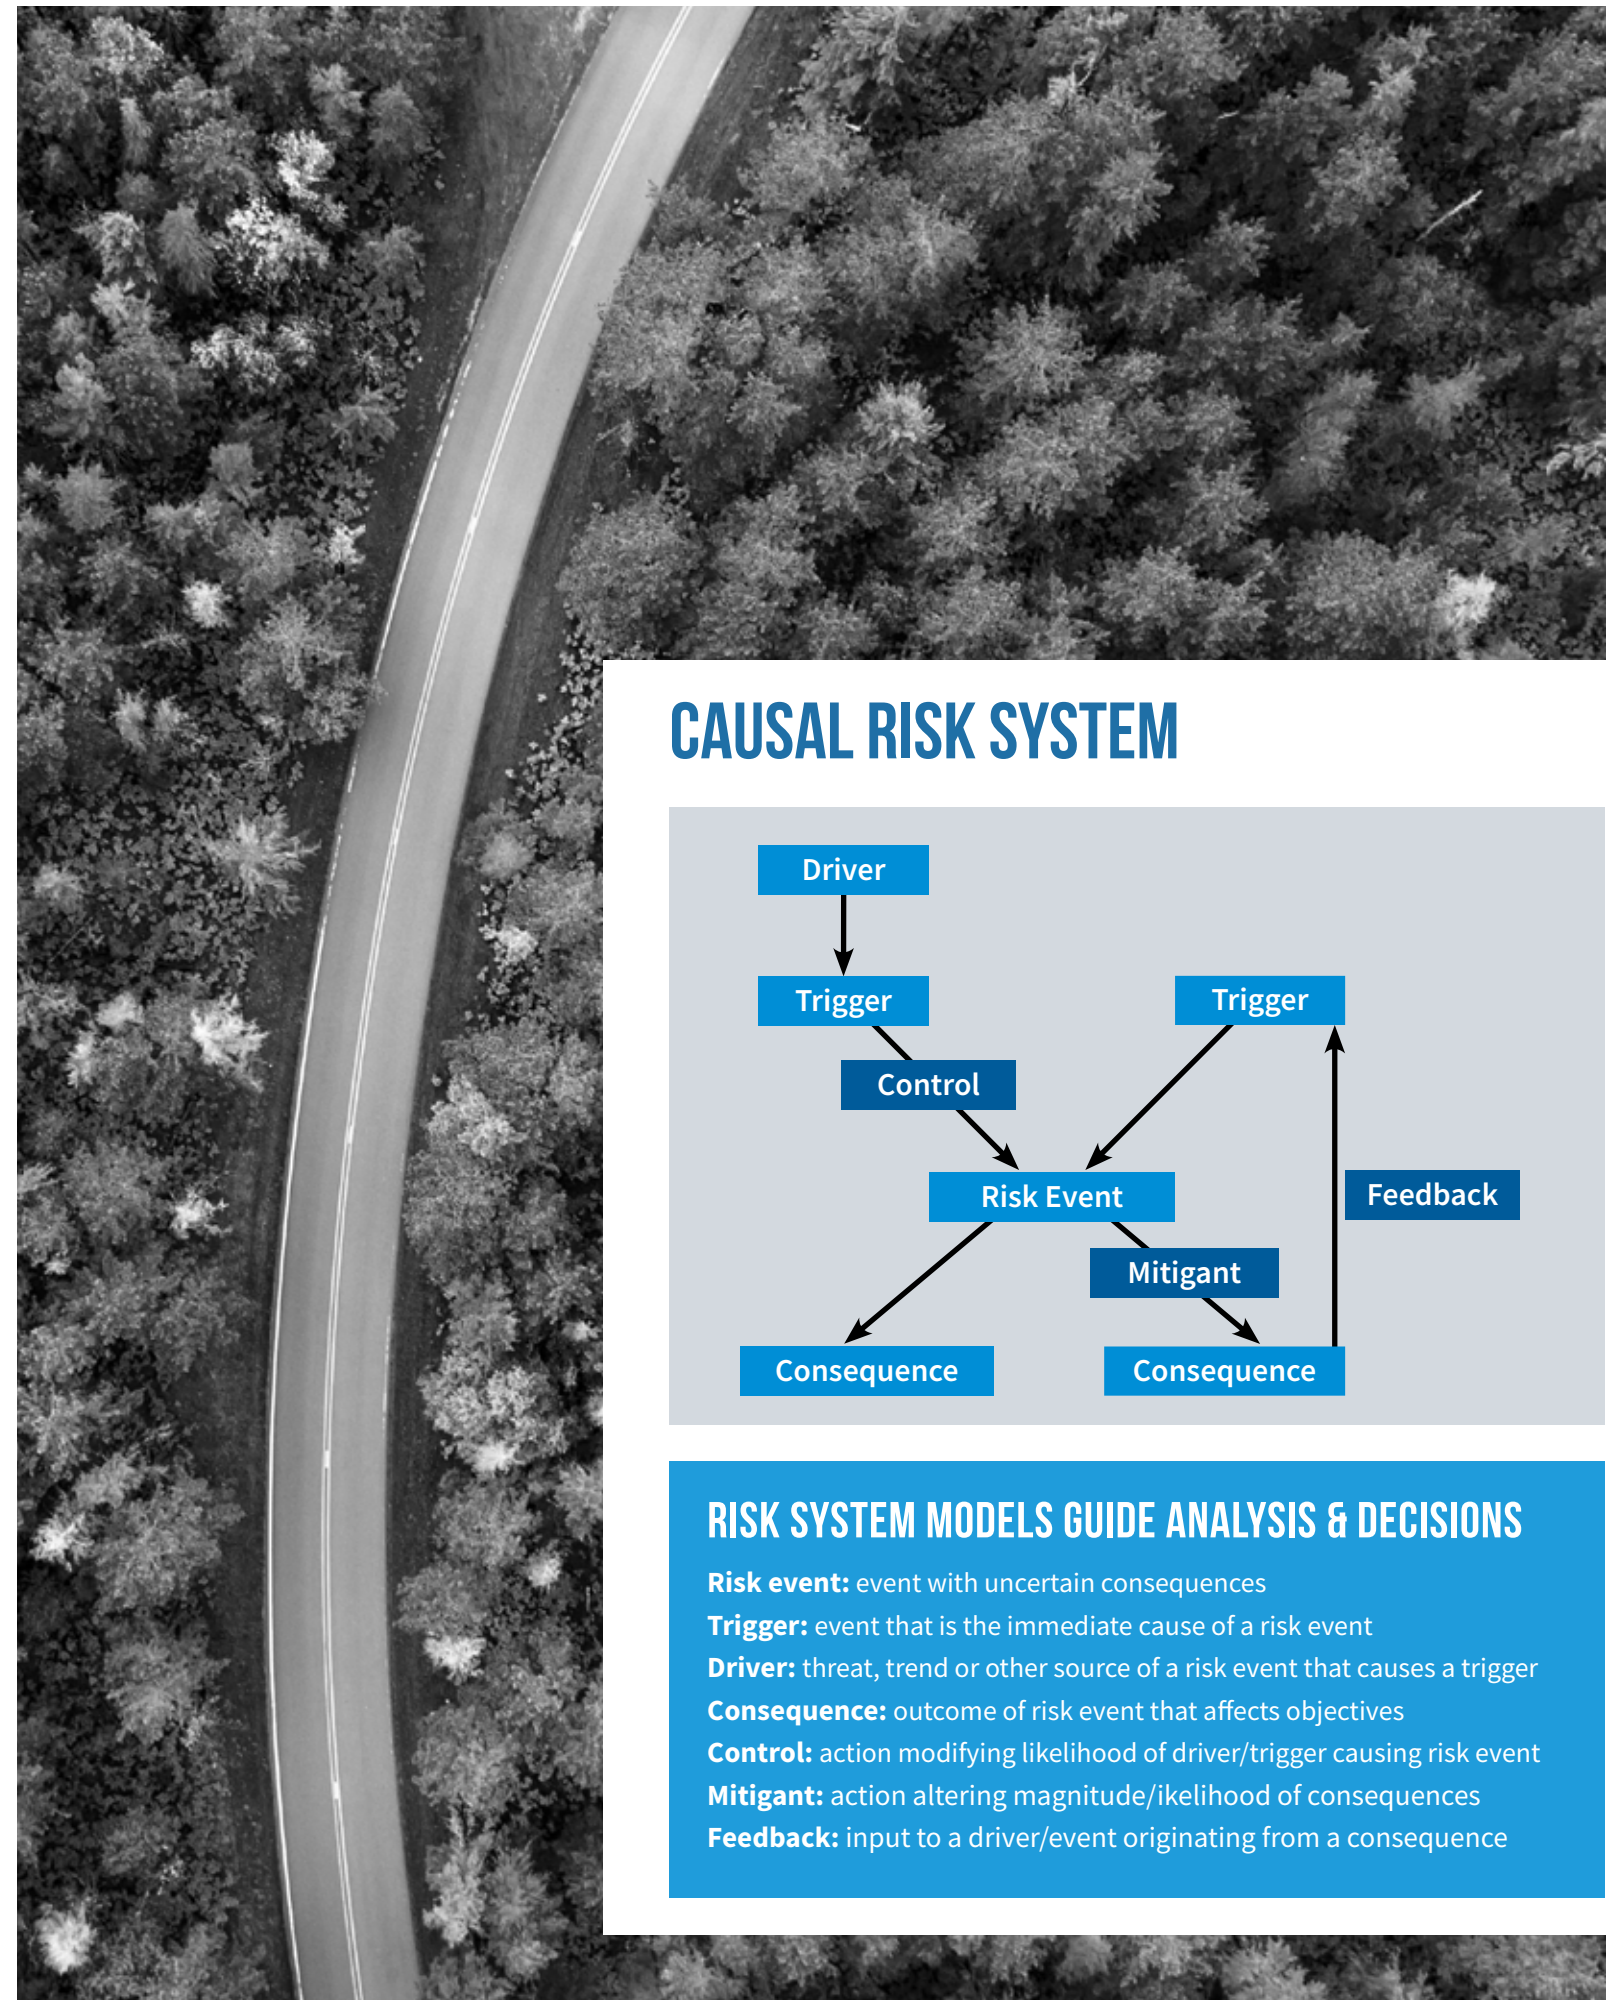 CAUSAL RISK SYSTEM
Driver
Trigger
Trigger
Control
Risk Event
Feedback
Mitigant
Consequence
Consequence
RISK SYSTEM MODELS GUIDE ANALYSIS & DECISIONS
Risk event: event with uncertain consequences
Trigger: event that is the immediate cause of a risk event
Driver: threat, trend or other source of a risk event that causes a trigger
Consequence: outcome of risk event that affects objectives
Control: action modifying likelihood of driver/trigger causing risk event
Mitigant: action altering magnitude/ikelihood of consequences
Feedback: input to a driver/event originating from a consequence